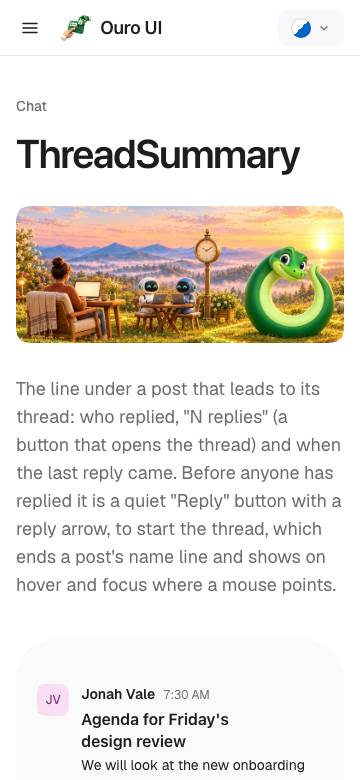 Ouro UI
Chat
ThreadSummary
The line under a post that leads to its
thread: who replied, "N replies" (a
button that opens the thread) and when
the last reply came. Before anyone has
replied it is a quiet "Reply" button with a
reply arrow, to start the thread, which
ends a post's name line and shows on
hover and focus where a mouse points.
JV
Jonah Vale 7:30 AM
Agenda for Friday's
design review
We will look at the new onboarding